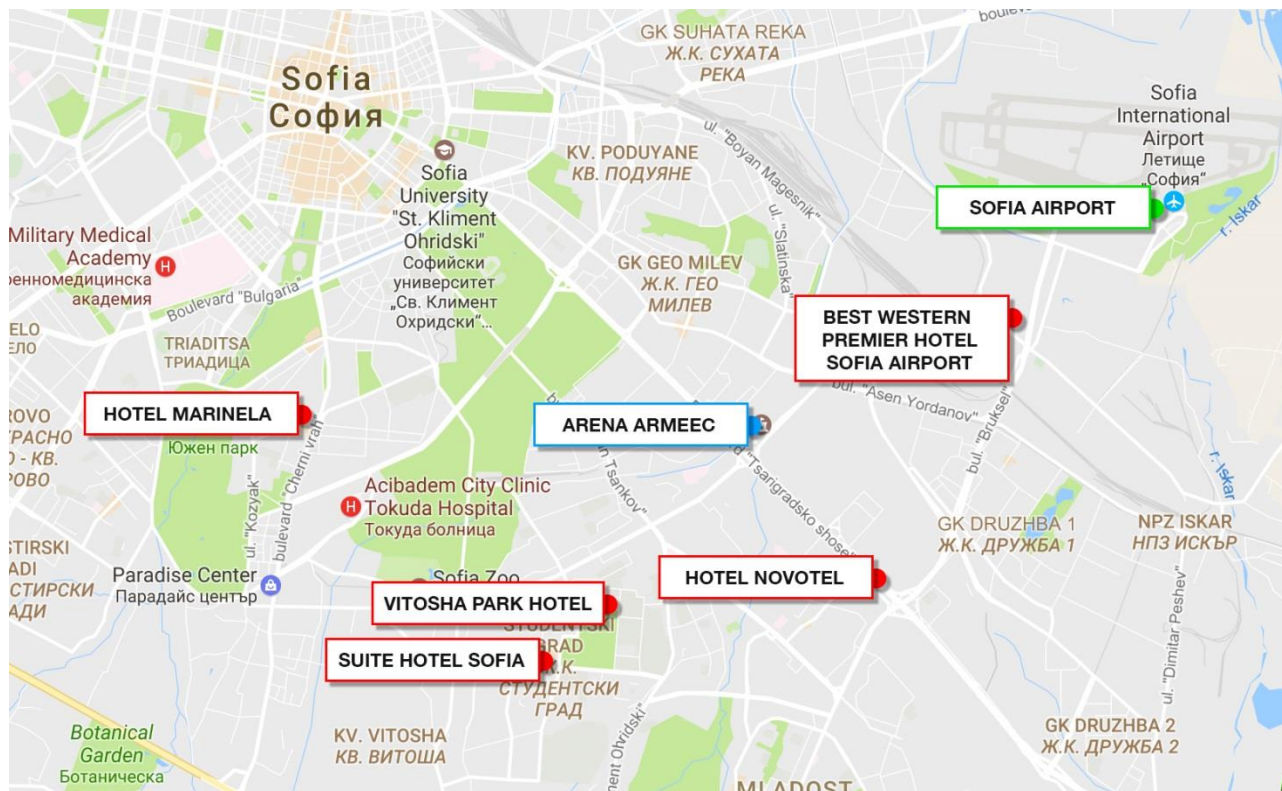 GK SUHATA REKA
Ж.К. СУХАТА
РЕКА
Sofia
София
Sofia
International
Airport
Летище
„София"
ul. "Boyan Magesnik"
KV. PODUYANE
КВ. ПОДУЯНЕ
Sofia
University
"St. Kliment
Ohridski"
Софийски
университет
„Св. Климент
Охридски“...
SOFIA AIRPORT
r. Iskar
ul. "Slatinska"
Military Medical
Academy
военномедицинска
академия
H
Boulevard "Bulgaria"
GK GEO MILEV
Ж.К. ГЕО
МИЛЕВ
BEST WESTERN
PREMIER HOTEL
SOFIA AIRPORT
TRIADITSA
ТРИАДИЦА
bul. "Asen Yordanov"
HOTEL MARINELA
Южен парк
ARENA ARMEEC
bul. "Bruksel"
"Tsarigradsko shose"
an Tsankov"
ul. "Kozyak"
bulevard "Cherni vrah"
r. Iskar
H
Acibadem City Clinic
Tokuda Hospital
Токуда болница
GK DRUZHBA 1
Ж.К. ДРУЖБА 1
NPZ ISKAR
НПЗ ИСКЪР
Paradise Center
Парадайс център
Sofia Zoo
HOTEL NOVOTEL
VITOSHA PARK HOTEL
STUDENTSKI
GRAD
Ж.К.
СТУДЕНТСКИ
ГРАД
SUITE HOTEL SOFIA
ul. "Dimitar Peshev"
Botanical
Garden
Ботаническа
KV. VITOSHA
КВ. ВИТОША
ment Ohridski"
GK DRUZHBA 2
Ж.К. ДРУЖБА 2
MLADOST